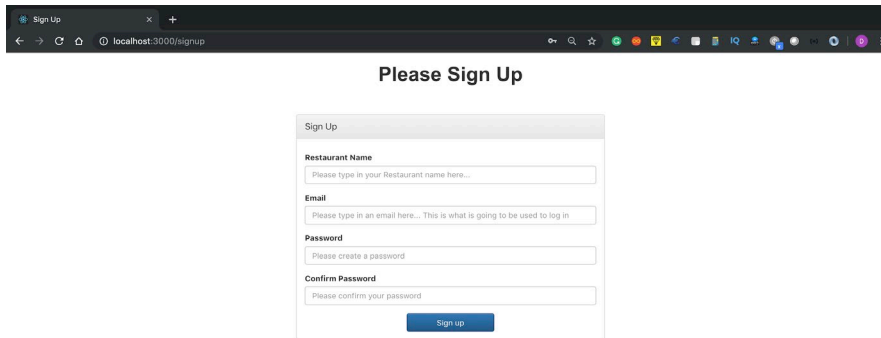 Sign Up
localhost:3000/signup
IQ
D
Please Sign Up
Sign Up
Restaurant Name
Please type in your Restaurant name here...
Email
Please type in an email here... This is what is going to be used to log in
Password
Please create a password
Confirm Password
Please confirm your password
Sign up